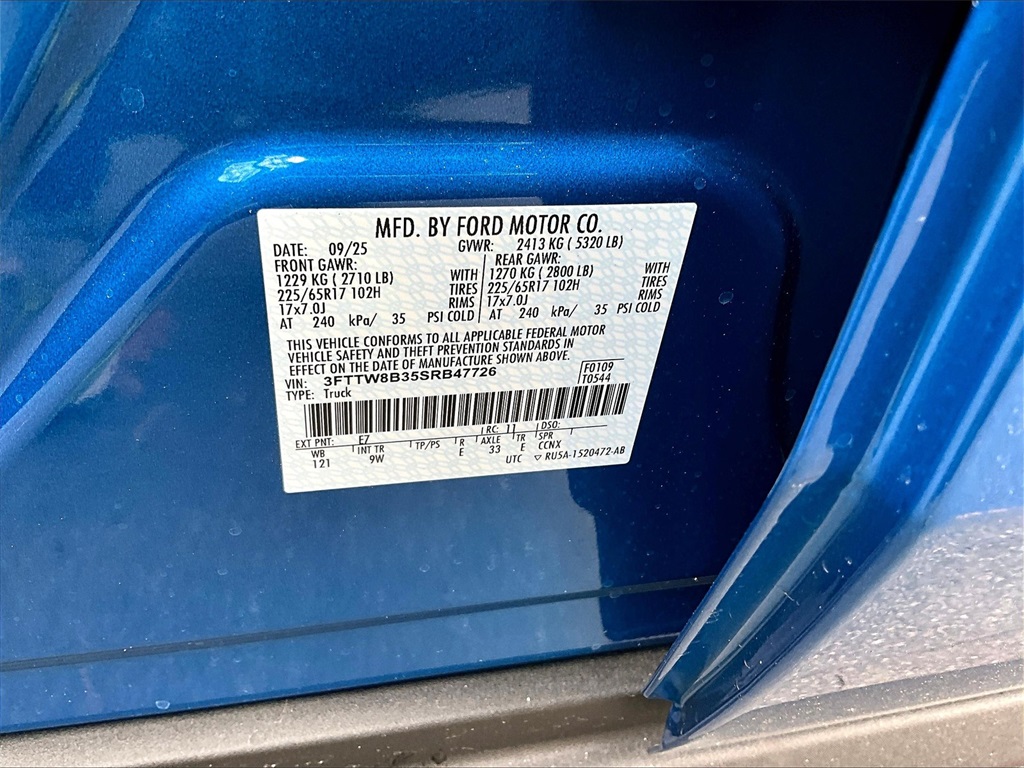 MFD. BY FORD MOTOR CO.
DATE: 09/25 GVWR: 2413 KG ( 5320 LB)
FRONT GAWR: REAR GAWR:
1229 KG ( 2710 LB) WITH 1270 KG ( 2800 LB) WITH
225/65R17 102H TIRES 225/65R17 102H TIRES
17x7.0J RIMS 17x7.0J RIMS
AT 240 kPa/ 35 PSI COLD AT 240 kPa/ 35 PSI COLD
THIS VEHICLE CONFORMS TO ALL APPLICABLE FEDERAL MOTOR
VEHICLE SAFETY AND THEFT PREVENTION STANDARDS IN
EFFECT ON THE DATE OF MANUFACTURE SHOWN ABOVE.
VIN: 3FTTW8B35SRB47726 F0109
TYPE: Truck T0544
EXT PNT: E7 RC: 11 DSO:
WB INT TR TP/PS R AXLE TR SPR
121 9W E 33 E CCNX
UTC ▽ RU5A-1520472-AB